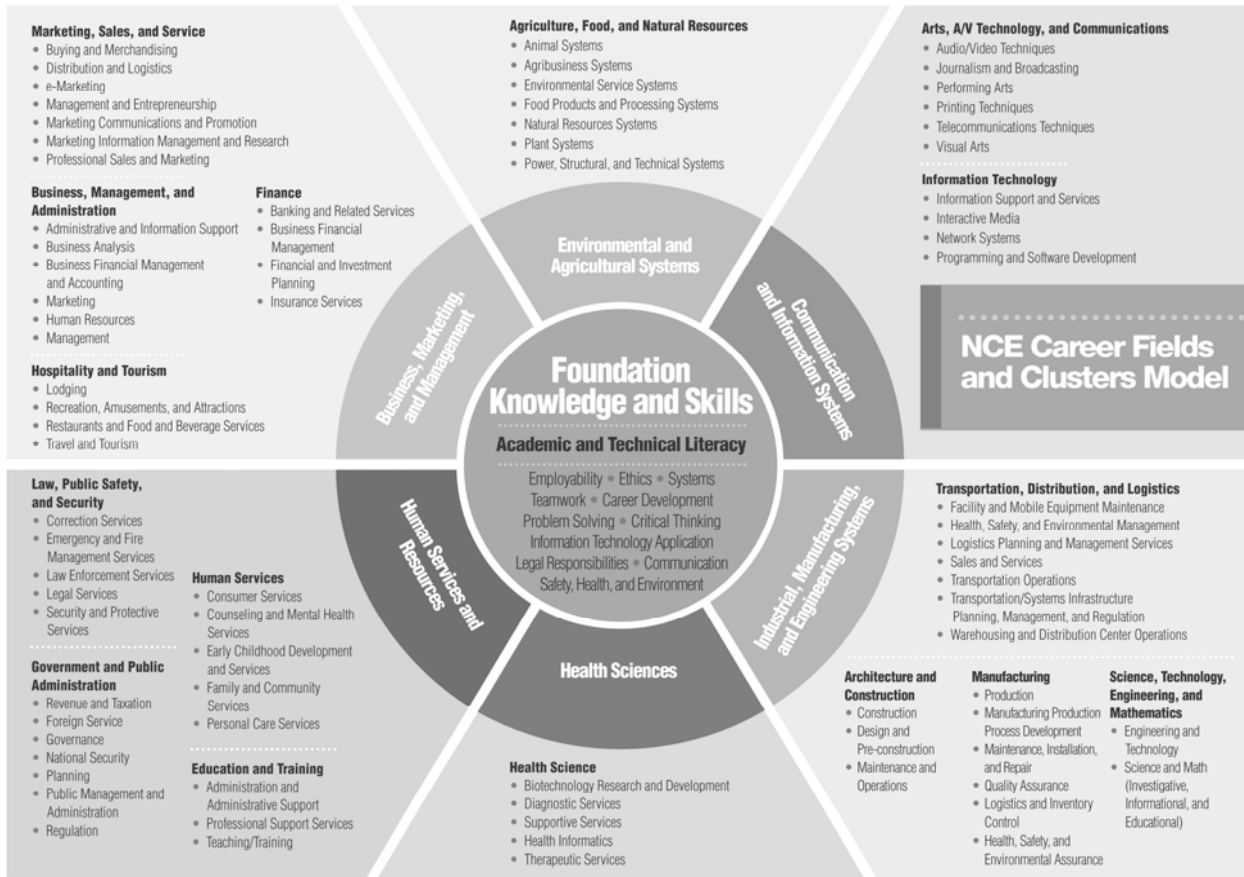 Marketing, Sales, and Service
• Buying and Merchandising
• Distribution and Logistics
• e-Marketing
• Management and Entrepreneurship
• Marketing Communications and Promotion
• Marketing Information Management and Research
• Professional Sales and Marketing
Business, Management, and
Administration
• Administrative and Information Support
• Business Analysis
• Business Financial Management
and Accounting
• Marketing
• Human Resources
• Management
Finance
• Banking and Related Services
• Business Financial
Management
• Financial and Investment
Planning
• Insurance Services
Hospitality and Tourism
• Lodging
• Recreation, Amusements, and Attractions
• Restaurants and Food and Beverage Services
• Travel and Tourism
Agriculture, Food, and Natural Resources
• Animal Systems
• Agribusiness Systems
• Environmental Service Systems
• Food Products and Processing Systems
• Natural Resources Systems
• Plant Systems
• Power, Structural, and Technical Systems
Arts, A/V Technology, and Communications
• Audio/Video Techniques
• Journalism and Broadcasting
• Performing Arts
• Printing Techniques
• Telecommunications Techniques
• Visual Arts
Information Technology
• Information Support and Services
• Interactive Media
• Network Systems
• Programming and Software Development
NCE Career Fields
and Clusters Model
Business, Marketing,
and Management
Environmental and
Agricultural Systems
Communication
and Information Systems
Foundation
Knowledge and Skills
Academic and Technical Literacy
Employability • Ethics • Systems
Teamwork • Career Development
Problem Solving • Critical Thinking
Information Technology Application
Legal Responsibilities • Communication
Safety, Health, and Environment
Human Services and
Resources
Health Sciences
Industrial, Manufacturing,
and Engineering Systems
Law, Public Safety,
and Security
• Correction Services
• Emergency and Fire
Management Services
• Law Enforcement Services
• Legal Services
• Security and Protective
Services
Human Services
• Consumer Services
• Counseling and Mental Health
Services
• Early Childhood Development
and Services
• Family and Community
Services
• Personal Care Services
Government and Public
Administration
• Revenue and Taxation
• Foreign Service
• Governance
• National Security
• Planning
• Public Management and
Administration
• Regulation
Education and Training
• Administration and
Administrative Support
• Professional Support Services
• Teaching/Training
Health Science
• Biotechnology Research and Development
• Diagnostic Services
• Supportive Services
• Health Informatics
• Therapeutic Services
Transportation, Distribution, and Logistics
• Facility and Mobile Equipment Maintenance
• Health, Safety, and Environmental Management
• Logistics Planning and Management Services
• Sales and Services
• Transportation Operations
• Transportation/Systems Infrastructure
Planning, Management, and Regulation
• Warehousing and Distribution Center Operations
Architecture and
Construction
• Construction
• Design and
Pre-construction
• Maintenance and
Operations
Manufacturing
• Production
• Manufacturing Production
Process Development
• Maintenance, Installation,
and Repair
• Quality Assurance
• Logistics and Inventory
Control
• Health, Safety, and
Environmental Assurance
Science, Technology,
Engineering, and
Mathematics
• Engineering and
Technology
• Science and Math
(Investigative,
Informational, and
Educational)